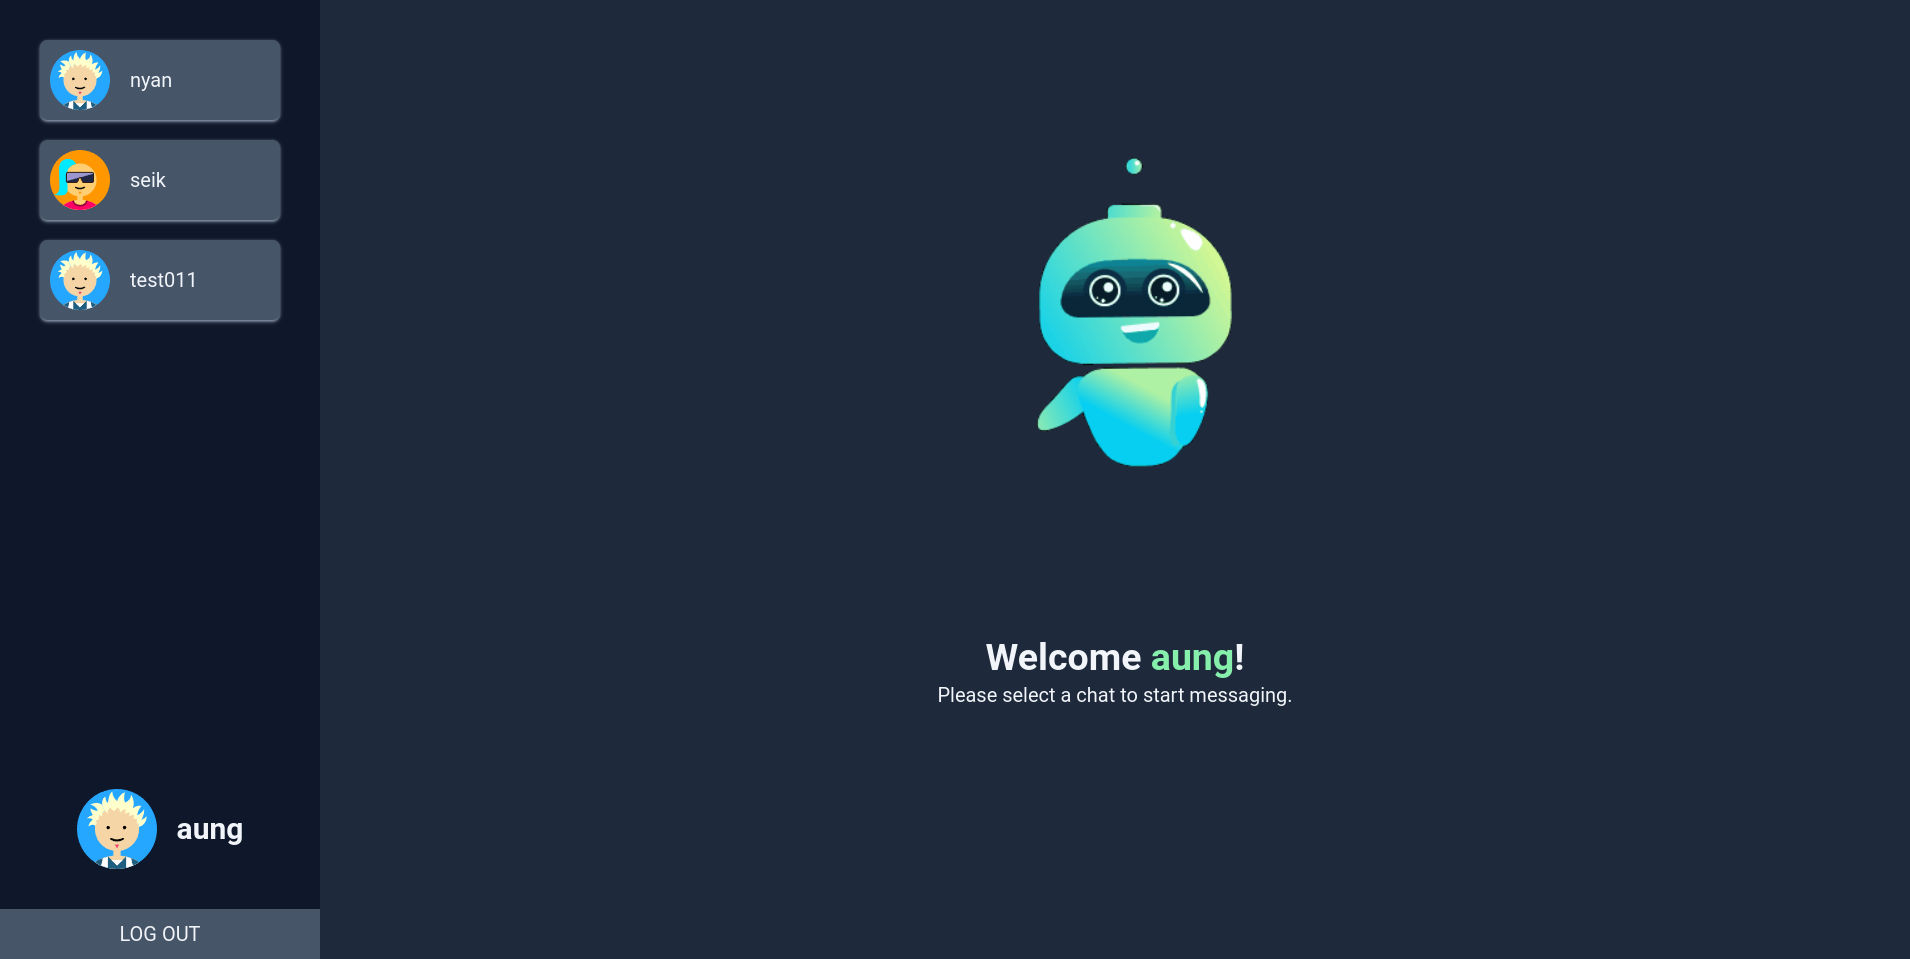 nyan
seik
test011
aung
LOG OUT
Welcome aung!
Please select a chat to start messaging.